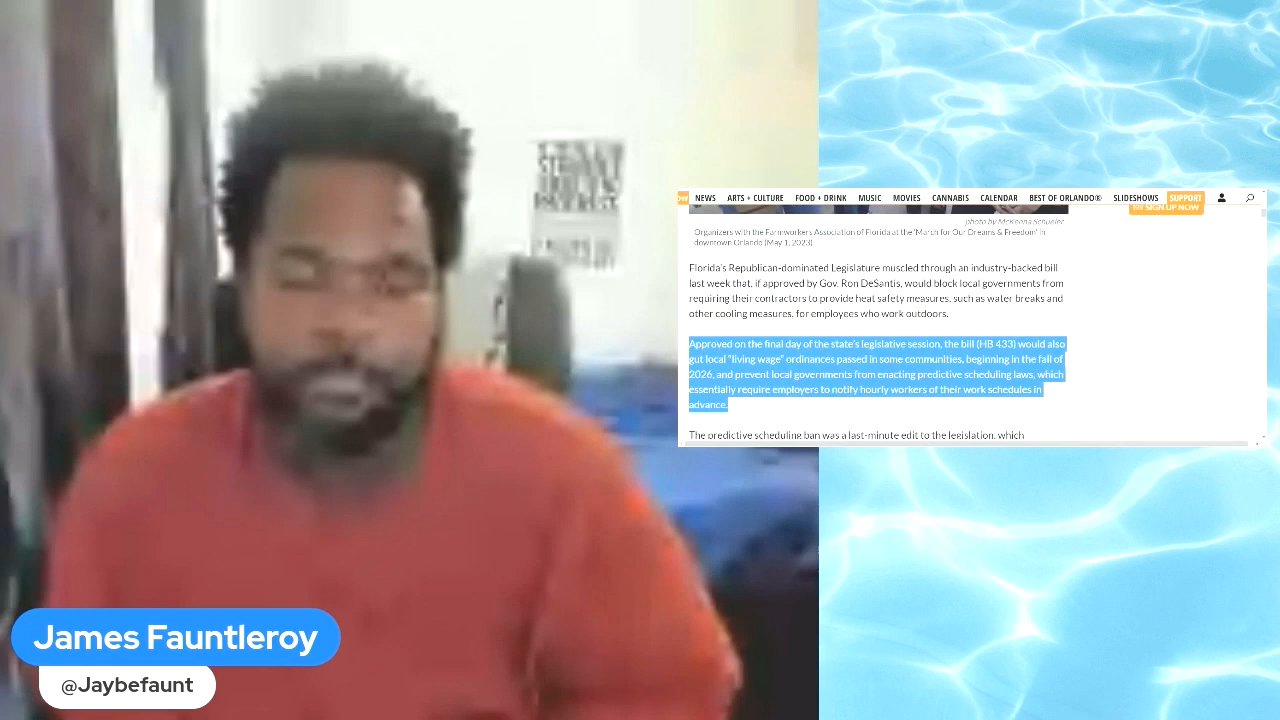 NEWS ARTS + CULTURE FOOD + DRINK MUSIC MOVIES CANNABIS CALENDAR BEST OF ORLANDO® SLIDESHOWS SUPPORT
SIGN UP NOW
photo by McKenna Schueler
Organizers with the Farmworkers Association of Florida at the 'March for Our Dreams & Freedom' in
downtown Orlando (May 1, 2023)
Florida's Republican-dominated Legislature muscled through an industry-backed bill
last week that, if approved by Gov. Ron DeSantis, would block local governments from
requiring their contractors to provide heat safety measures, such as water breaks and
other cooling measures, for employees who work outdoors.
Approved on the final day of the state's legislative session, the bill (HB 433) would also
gut local "living wage" ordinances passed in some communities, beginning in the fall of
2026, and prevent local governments from enacting predictive scheduling laws, which
essentially require employers to notify hourly workers of their work schedules in
advance.
The predictive scheduling ban was a last-minute edit to the legislation, which
James Fauntleroy
@Jaybefaunt